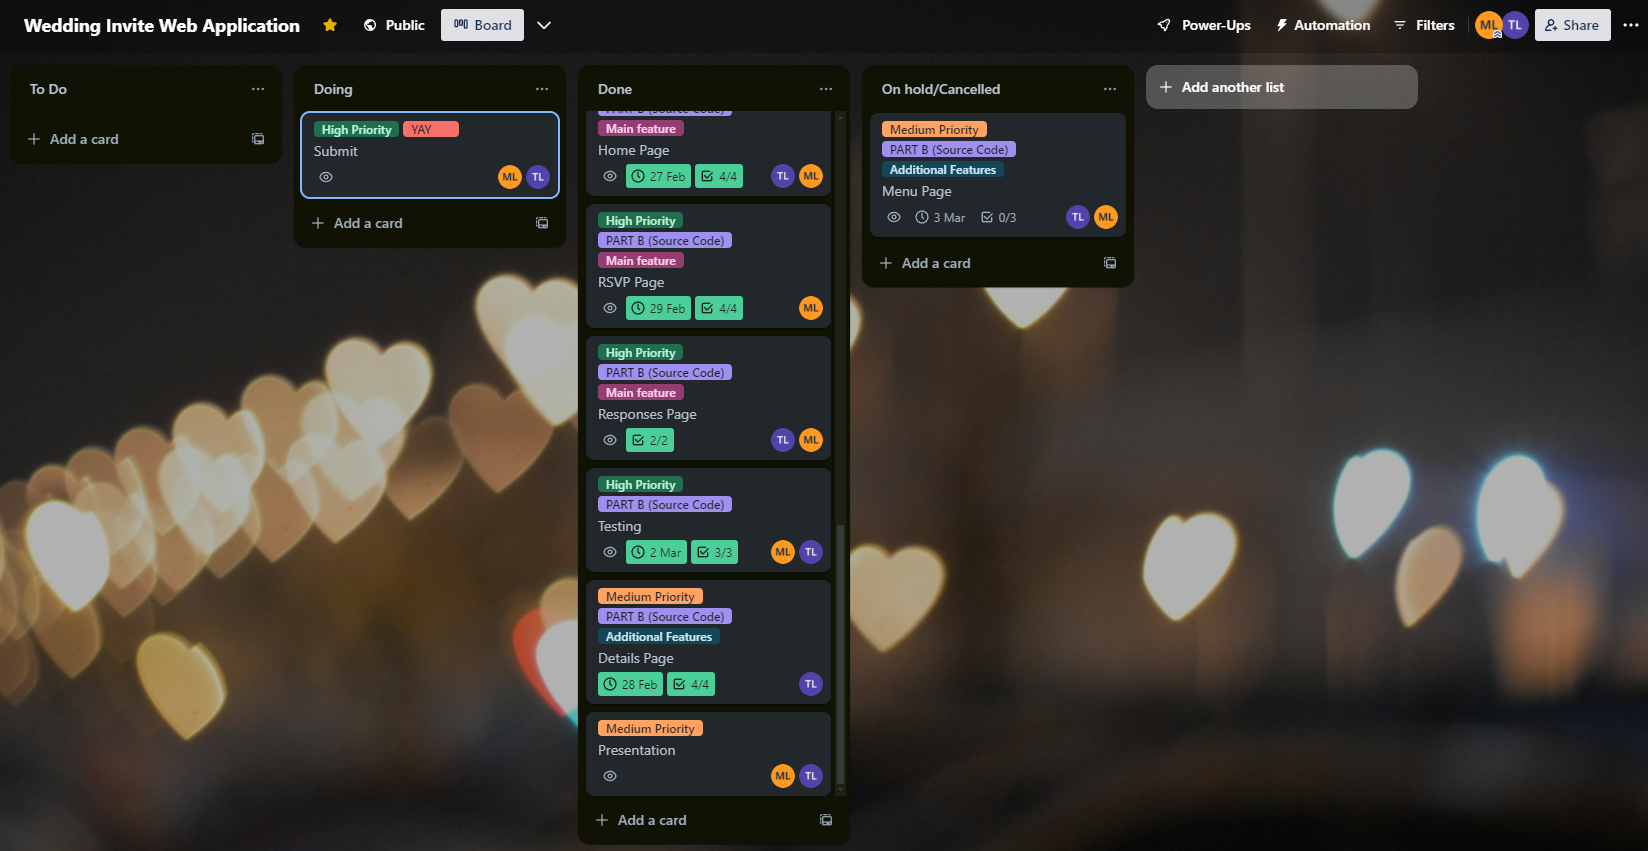 Wedding Invite Web Application
Public
Board
Power-Ups
Automation
Filters
ML
TL
Share
To Do
Add a card
Doing
High Priority YAY
Submit
ML TL
Add a card
Done
PART B (Source Code)
Main feature
Home Page
27 Feb 4/4 TL ML
High Priority
PART B (Source Code)
Main feature
RSVP Page
29 Feb 4/4 ML
High Priority
PART B (Source Code)
Main feature
Responses Page
2/2 TL ML
High Priority
PART B (Source Code)
Testing
2 Mar 3/3 ML TL
Medium Priority
PART B (Source Code)
Additional Features
Details Page
28 Feb 4/4 TL
Medium Priority
Presentation
ML TL
Add a card
On hold/Cancelled
Medium Priority
PART B (Source Code)
Additional Features
Menu Page
3 Mar 0/3 TL ML
Add a card
Add another list